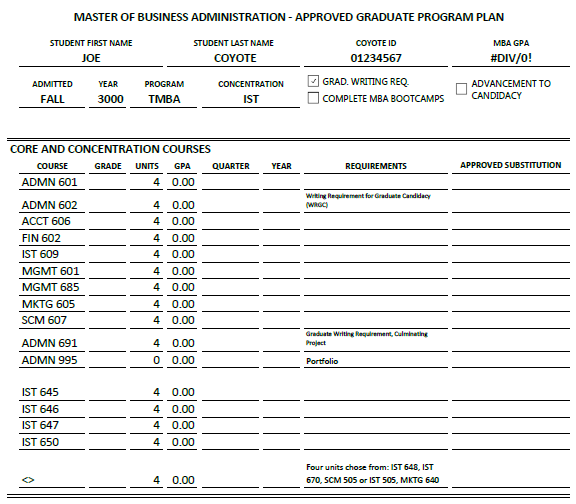 MASTER OF BUSINESS ADMINISTRATION - APPROVED GRADUATE PROGRAM PLAN
STUDENT FIRST NAME STUDENT LAST NAME COYOTE ID MBA GPA
JOE COYOTE 01234567 #DIV/0!
ADMITTED YEAR PROGRAM CONCENTRATION
FALL 3000 TMBA IST
GRAD. WRITING REQ.
COMPLETE MBA BOOTCAMPS
ADVANCEMENT TO
CANDIDACY
CORE AND CONCENTRATION COURSES
COURSE GRADE UNITS GPA QUARTER YEAR REQUIREMENTS APPROVED SUBSTITUTION
ADMN 601 4 0.00
ADMN 602 4 0.00 Writing Requirement for Graduate Candidacy
(WRGC)
ACCT 606 4 0.00
FIN 602 4 0.00
IST 609 4 0.00
MGMT 601 4 0.00
MGMT 685 4 0.00
MKTG 605 4 0.00
SCM 607 4 0.00
ADMN 691 4 0.00 Graduate Writing Requirement, Culminating
Project
ADMN 995 0 0.00 Portfolio
IST 645 4 0.00
IST 646 4 0.00
IST 647 4 0.00
IST 650 4 0.00
<> 4 0.00 Four units chose from: IST 648, IST
670, SCM 505 or IST 505, MKTG 640